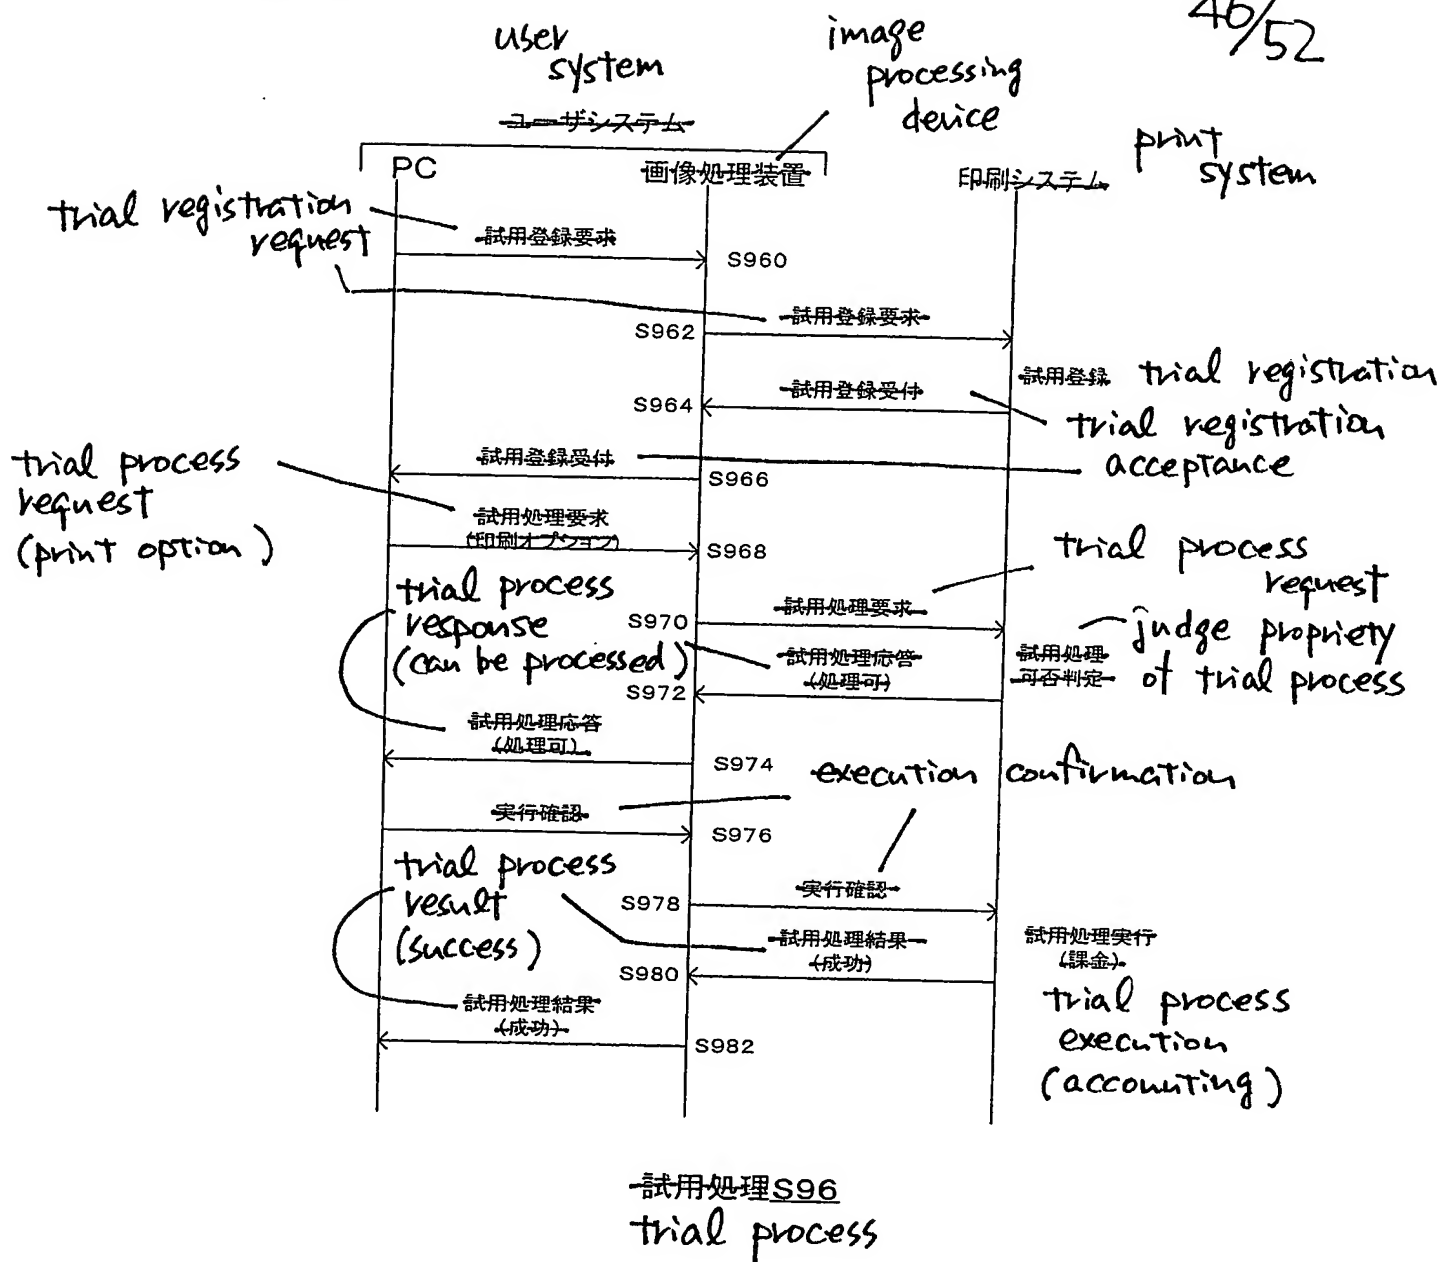 46/52
user
system
image
processing
device
ユーザシステム
print
system
PC
画像処理装置
印刷システム
trial registration
request
試用登録要求
S960
試用登録要求
S962
試用登録 trial registration
試用登録受付
S964
trial registration
acceptance
試用登録受付
S966
trial process
request
(print option)
試用処理要求
(印刷オプション)
S968
trial process
request
試用処理要求
S970
trial process
response
(can be processed)
judge propriety
of trial process
試用処理
可否判定
試用処理応答
(処理可)
S972
試用処理応答
(処理可)
S974
execution confirmation
実行確認
S976
実行確認
S978
trial process
result
(success)
試用処理結果
(成功)
S980
試用処理実行
(課金)
trial process
execution
(accounting)
試用処理結果
(成功)
S982
試用処理S96
trial process